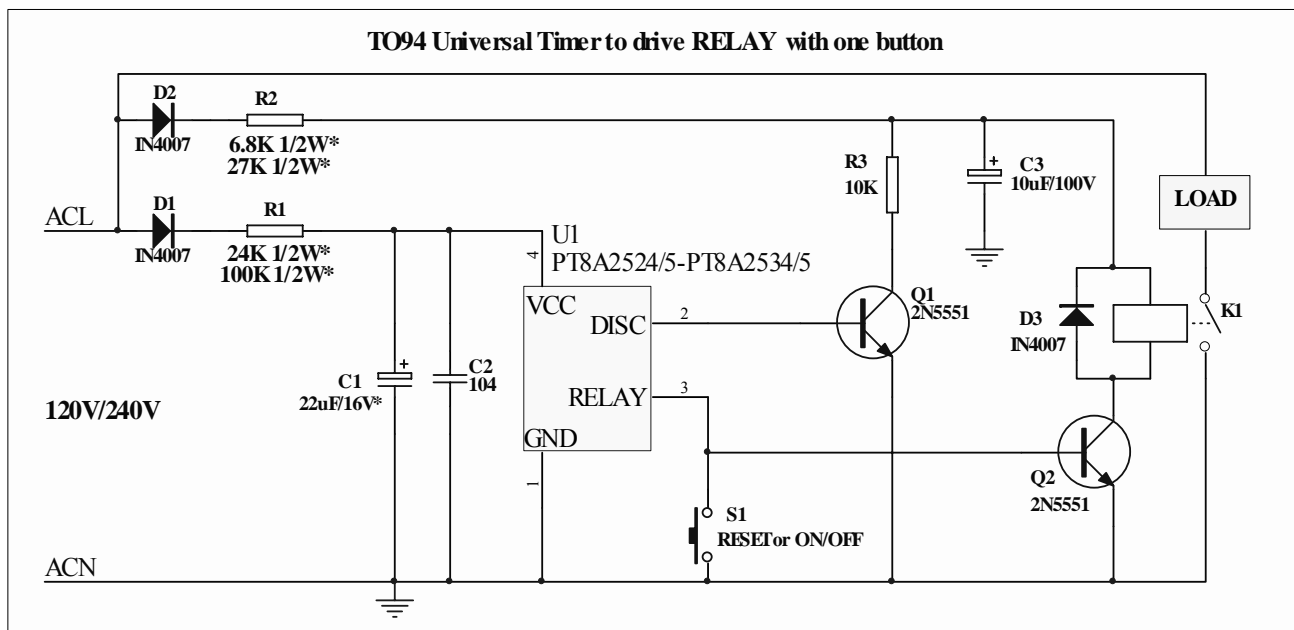 TO94 Universal Timer to drive RELAY with one button
D2
IN4007
R2
6.8K 1/2W*
27K 1/2W*
R3
10K
C3
10uF/100V
+
LOAD
ACL
D1
IN4007
R1
24K 1/2W*
100K 1/2W*
U1
PT8A2524/5-PT8A2534/5
4
VCC
DISC
2
Q1
2N5551
D3
IN4007
K1
C1
22uF/16V*
+
C2
104
RELAY
3
120V/240V
GND
1
Q2
2N5551
S1
RESET or ON/OFF
ACN